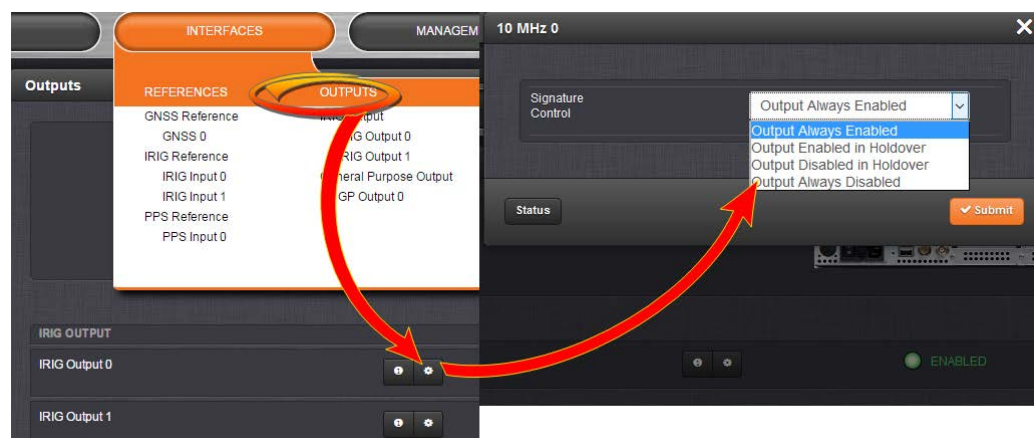 INTERFACES
MANAGEM
Outputs
REFERENCES
GNSS Reference
GNSS 0
IRIG Reference
IRIG Input 0
IRIG Input 1
PPS Reference
PPS Input 0
OUTPUTS
IRIG Output
IRIG Output 0
IRIG Output 1
General Purpose Output
GP Output 0
IRIG OUTPUT
IRIG Output 0
IRIG Output 1
10 MHz 0
Signature
Control
Output Always Enabled
Output Always Enabled
Output Enabled in Holdover
Output Disabled in Holdover
Output Always Disabled
Status
Submit
ENABLED